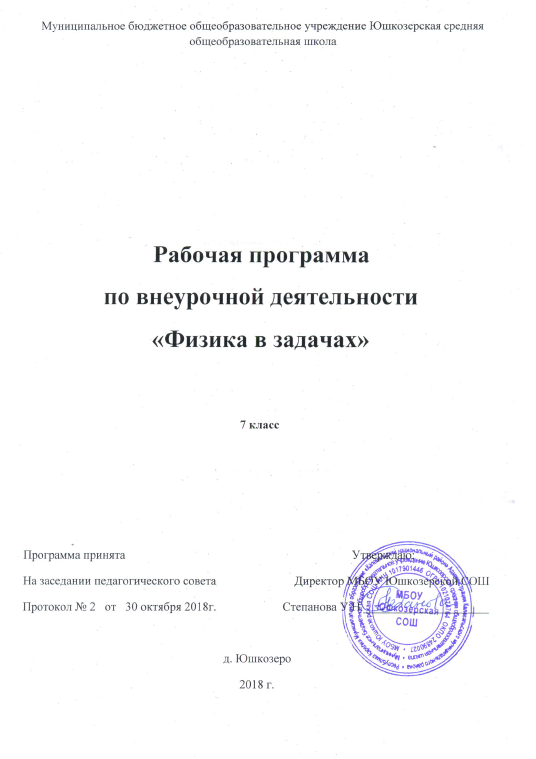 Муниципальное бюджетное общеобразовательное учреждение Юшкозерская средняя
общеобразовательная школа
Рабочая программа
по внеурочной деятельности
«Физика в задачах»
7 класс
Программа принята Утверждаю:
На заседании педагогического совета Директор МБОУ Юшкозерской СОШ
Протокол № 2 от 30 октября 2018г. Степанова
МБОУ
Юшкозерская
СОШ
д. Юшкозеро
2018 г.